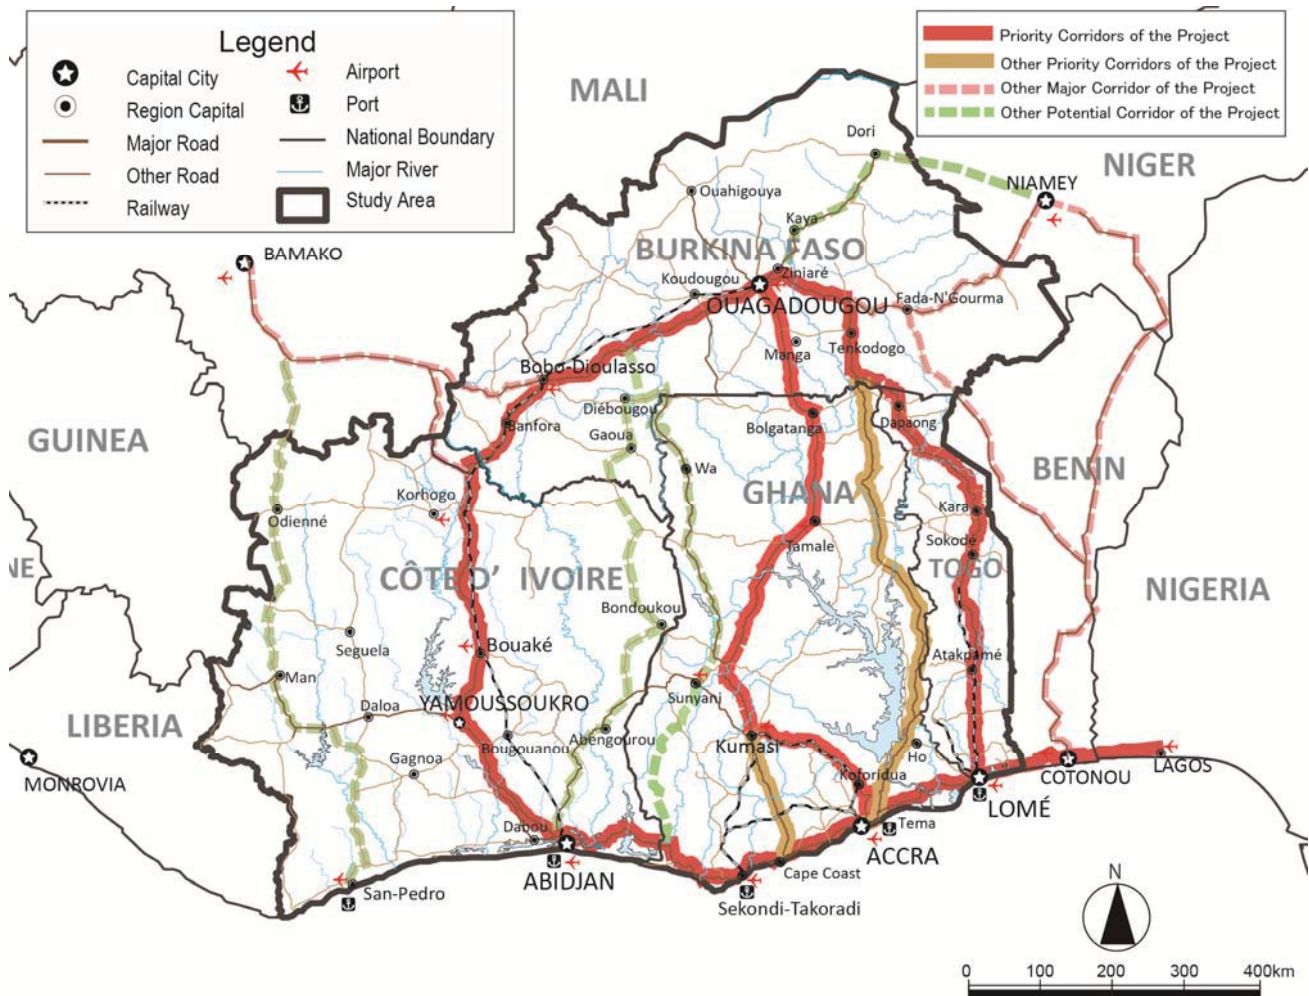 Legend
Capital City
Region Capital
Major Road
Other Road
Railway
Airport
Port
National Boundary
Major River
Study Area
Priority Corridors of the Project
Other Priority Corridors of the Project
Other Major Corridor of the Project
Other Potential Corridor of the Project
MALI
NIGER
Dori
NIAMEY
Ouahigouya
Kaya
BURKINA FASO
BAMAKO
Koudougou
Ziniaré
OUAGADOUGOU
Fada-N'Gourma
Manga
Tenkodogo
Bobo-Dioulasso
Diébougou
Banfora
Gaoua
Bolgatanga
Dapaong
GUINEA
Wa
GHANA
BENIN
Korhogo
Odienné
Kara
Tamale
Sokodé
TOGO
NE
CÔTE D' IVOIRE
NIGERIA
Bondoukou
Seguela
Bouaké
Atakpamé
Man
Sunyani
LIBERIA
Daloa
YAMOUSSOUKRO
Bougouanou
Abengourou
Kumasi
Ho
Gagnoa
Koforidua
MONROVIA
COTONOU
LAGOS
LOMÉ
Dabou
Tema
ACCRA
ABIDJAN
Cape Coast
San-Pedro
Sekondi-Takoradi
N
0 100 200 300 400km